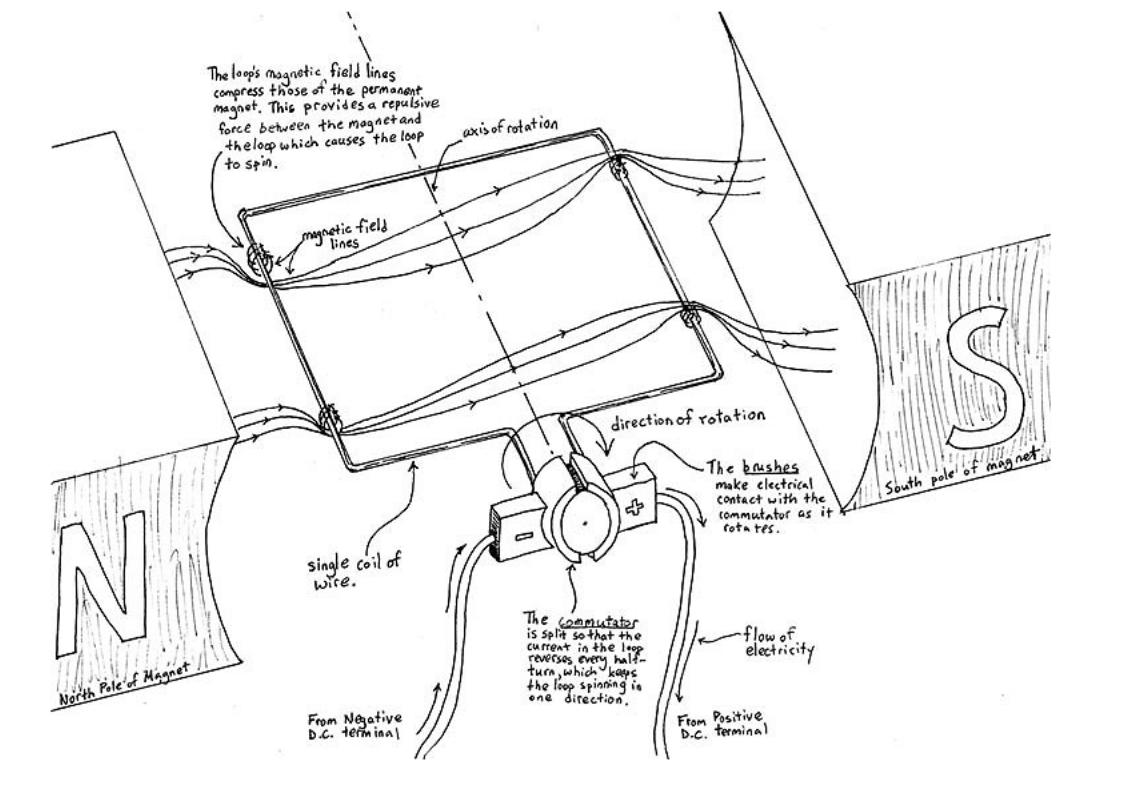 The loop's magnetic field lines
compress those of the permanent
magnet. This provides a repulsive
force between the magnet and
the loop which causes the loop
to spin.
axis of rotation
magnetic field
lines
direction of rotation
The brushes
make electrical
contact with the
commutator as it
rotates.
S
South pole of magnet.
N
North Pole of Magnet
single coil of
wire.
-
+
The commutator
is split so that the
current in the loop
reverses every half-
turn, which keeps
the loop spinning in
one direction.
flow of
electricity
From Negative
D.C. terminal
From Positive
D.C. terminal